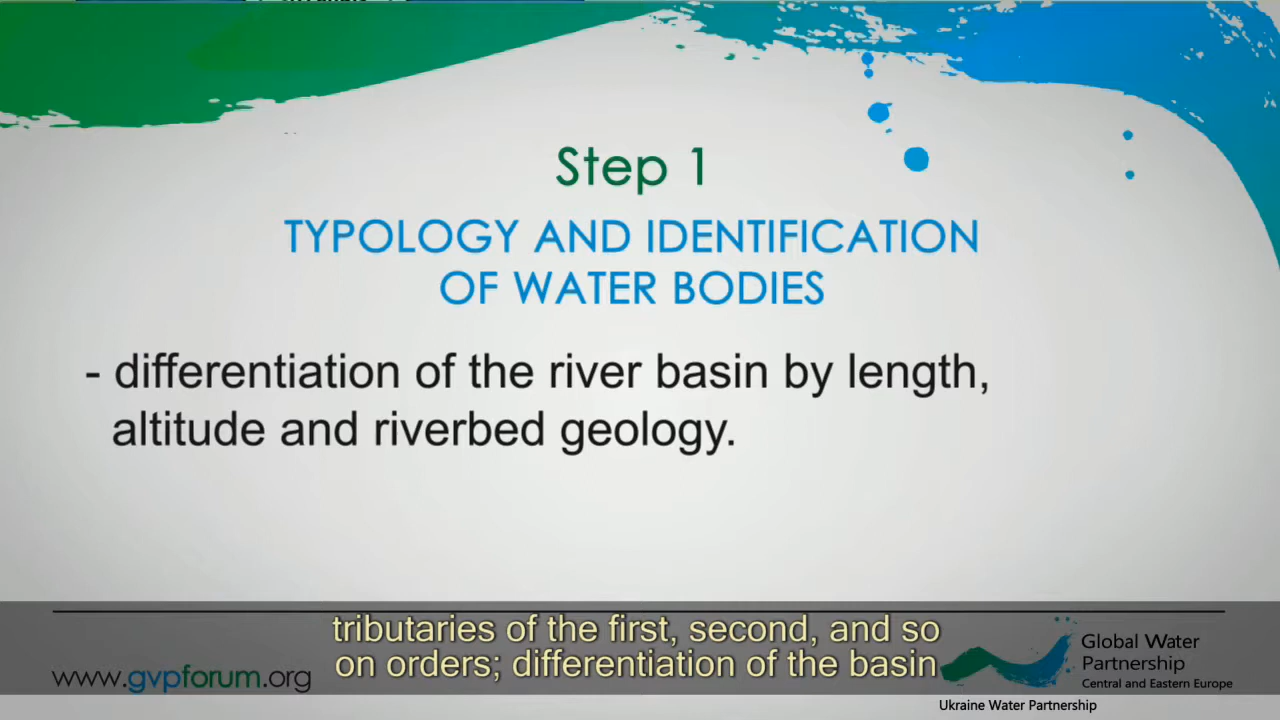 Step 1
TYPOLOGY AND IDENTIFICATION
OF WATER BODIES
- differentiation of the river basin by length,
altitude and riverbed geology.
tributaries of the first, second, and so
on orders; differentiation of the basin
www.gvpforum.org
Global Water
Partnership
Central and Eastern Europe
Ukraine Water Partnership